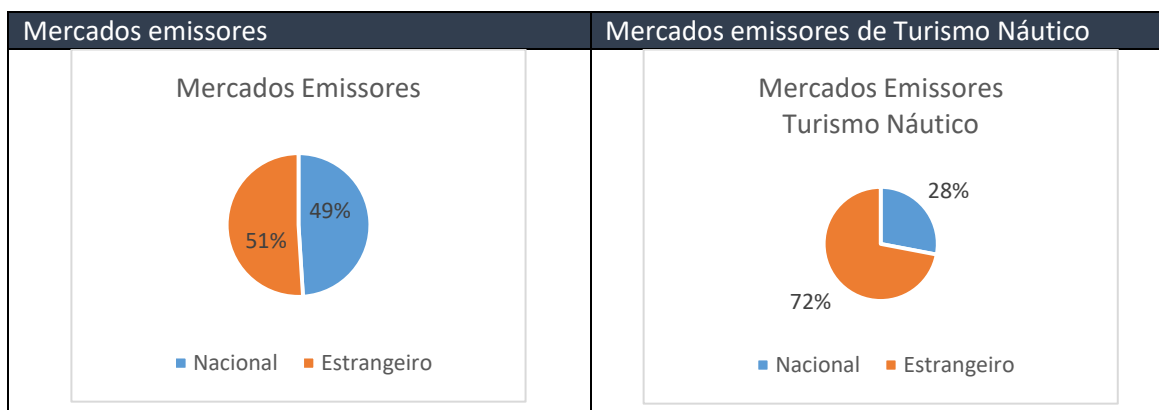 Mercados emissores
Mercados Emissores
49%
51%
Nacional Estrangeiro
Mercados emissores de Turismo Náutico
Mercados Emissores
Turismo Náutico
28%
72%
Nacional Estrangeiro